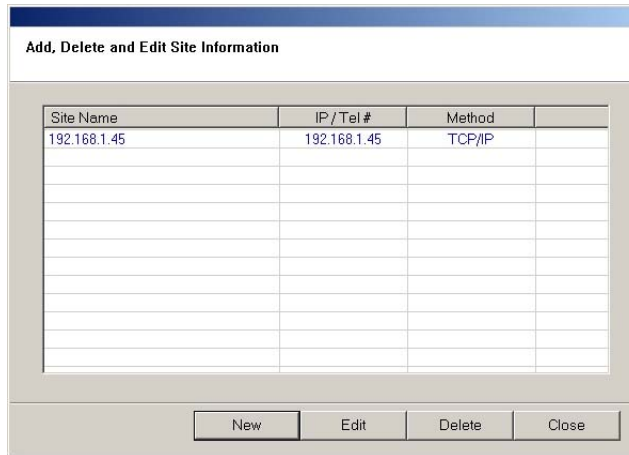 Add, Delete and Edit Site Information
Site Name IP / Tel # Method
192.168.1.45 192.168.1.45 TCP/IP
New Edit Delete Close